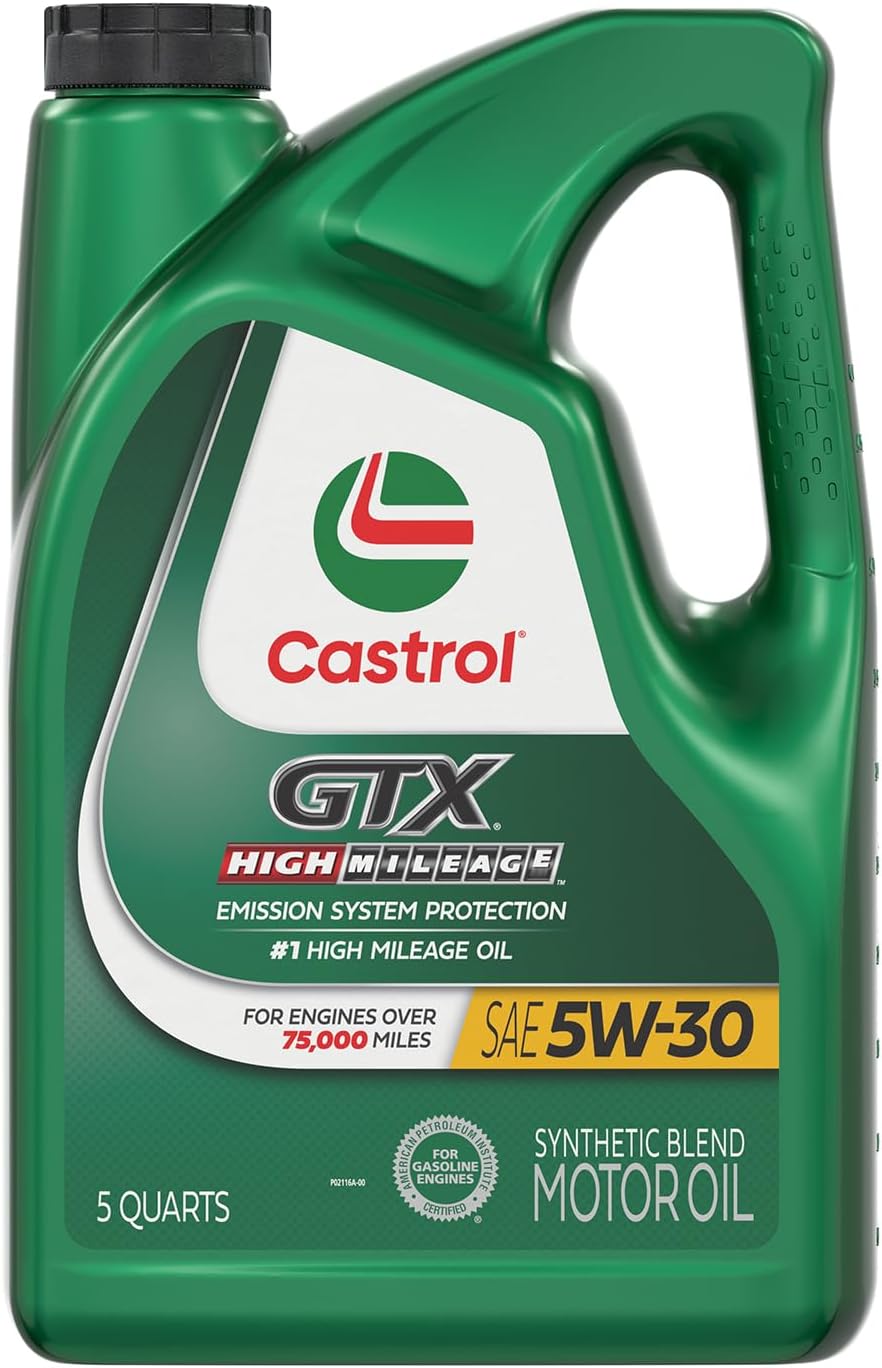 Castrol®
GTX®
HIGH MILEAGE™
EMISSION SYSTEM PROTECTION
#1 HIGH MILEAGE OIL
FOR ENGINES OVER
75,000 MILES
SAE 5W-30
AMERICAN PETROLEUM INSTITUTE
FOR
GASOLINE
ENGINES
CERTIFIED
®
SYNTHETIC BLEND
MOTOR OIL
P02116A-00
5 QUARTS